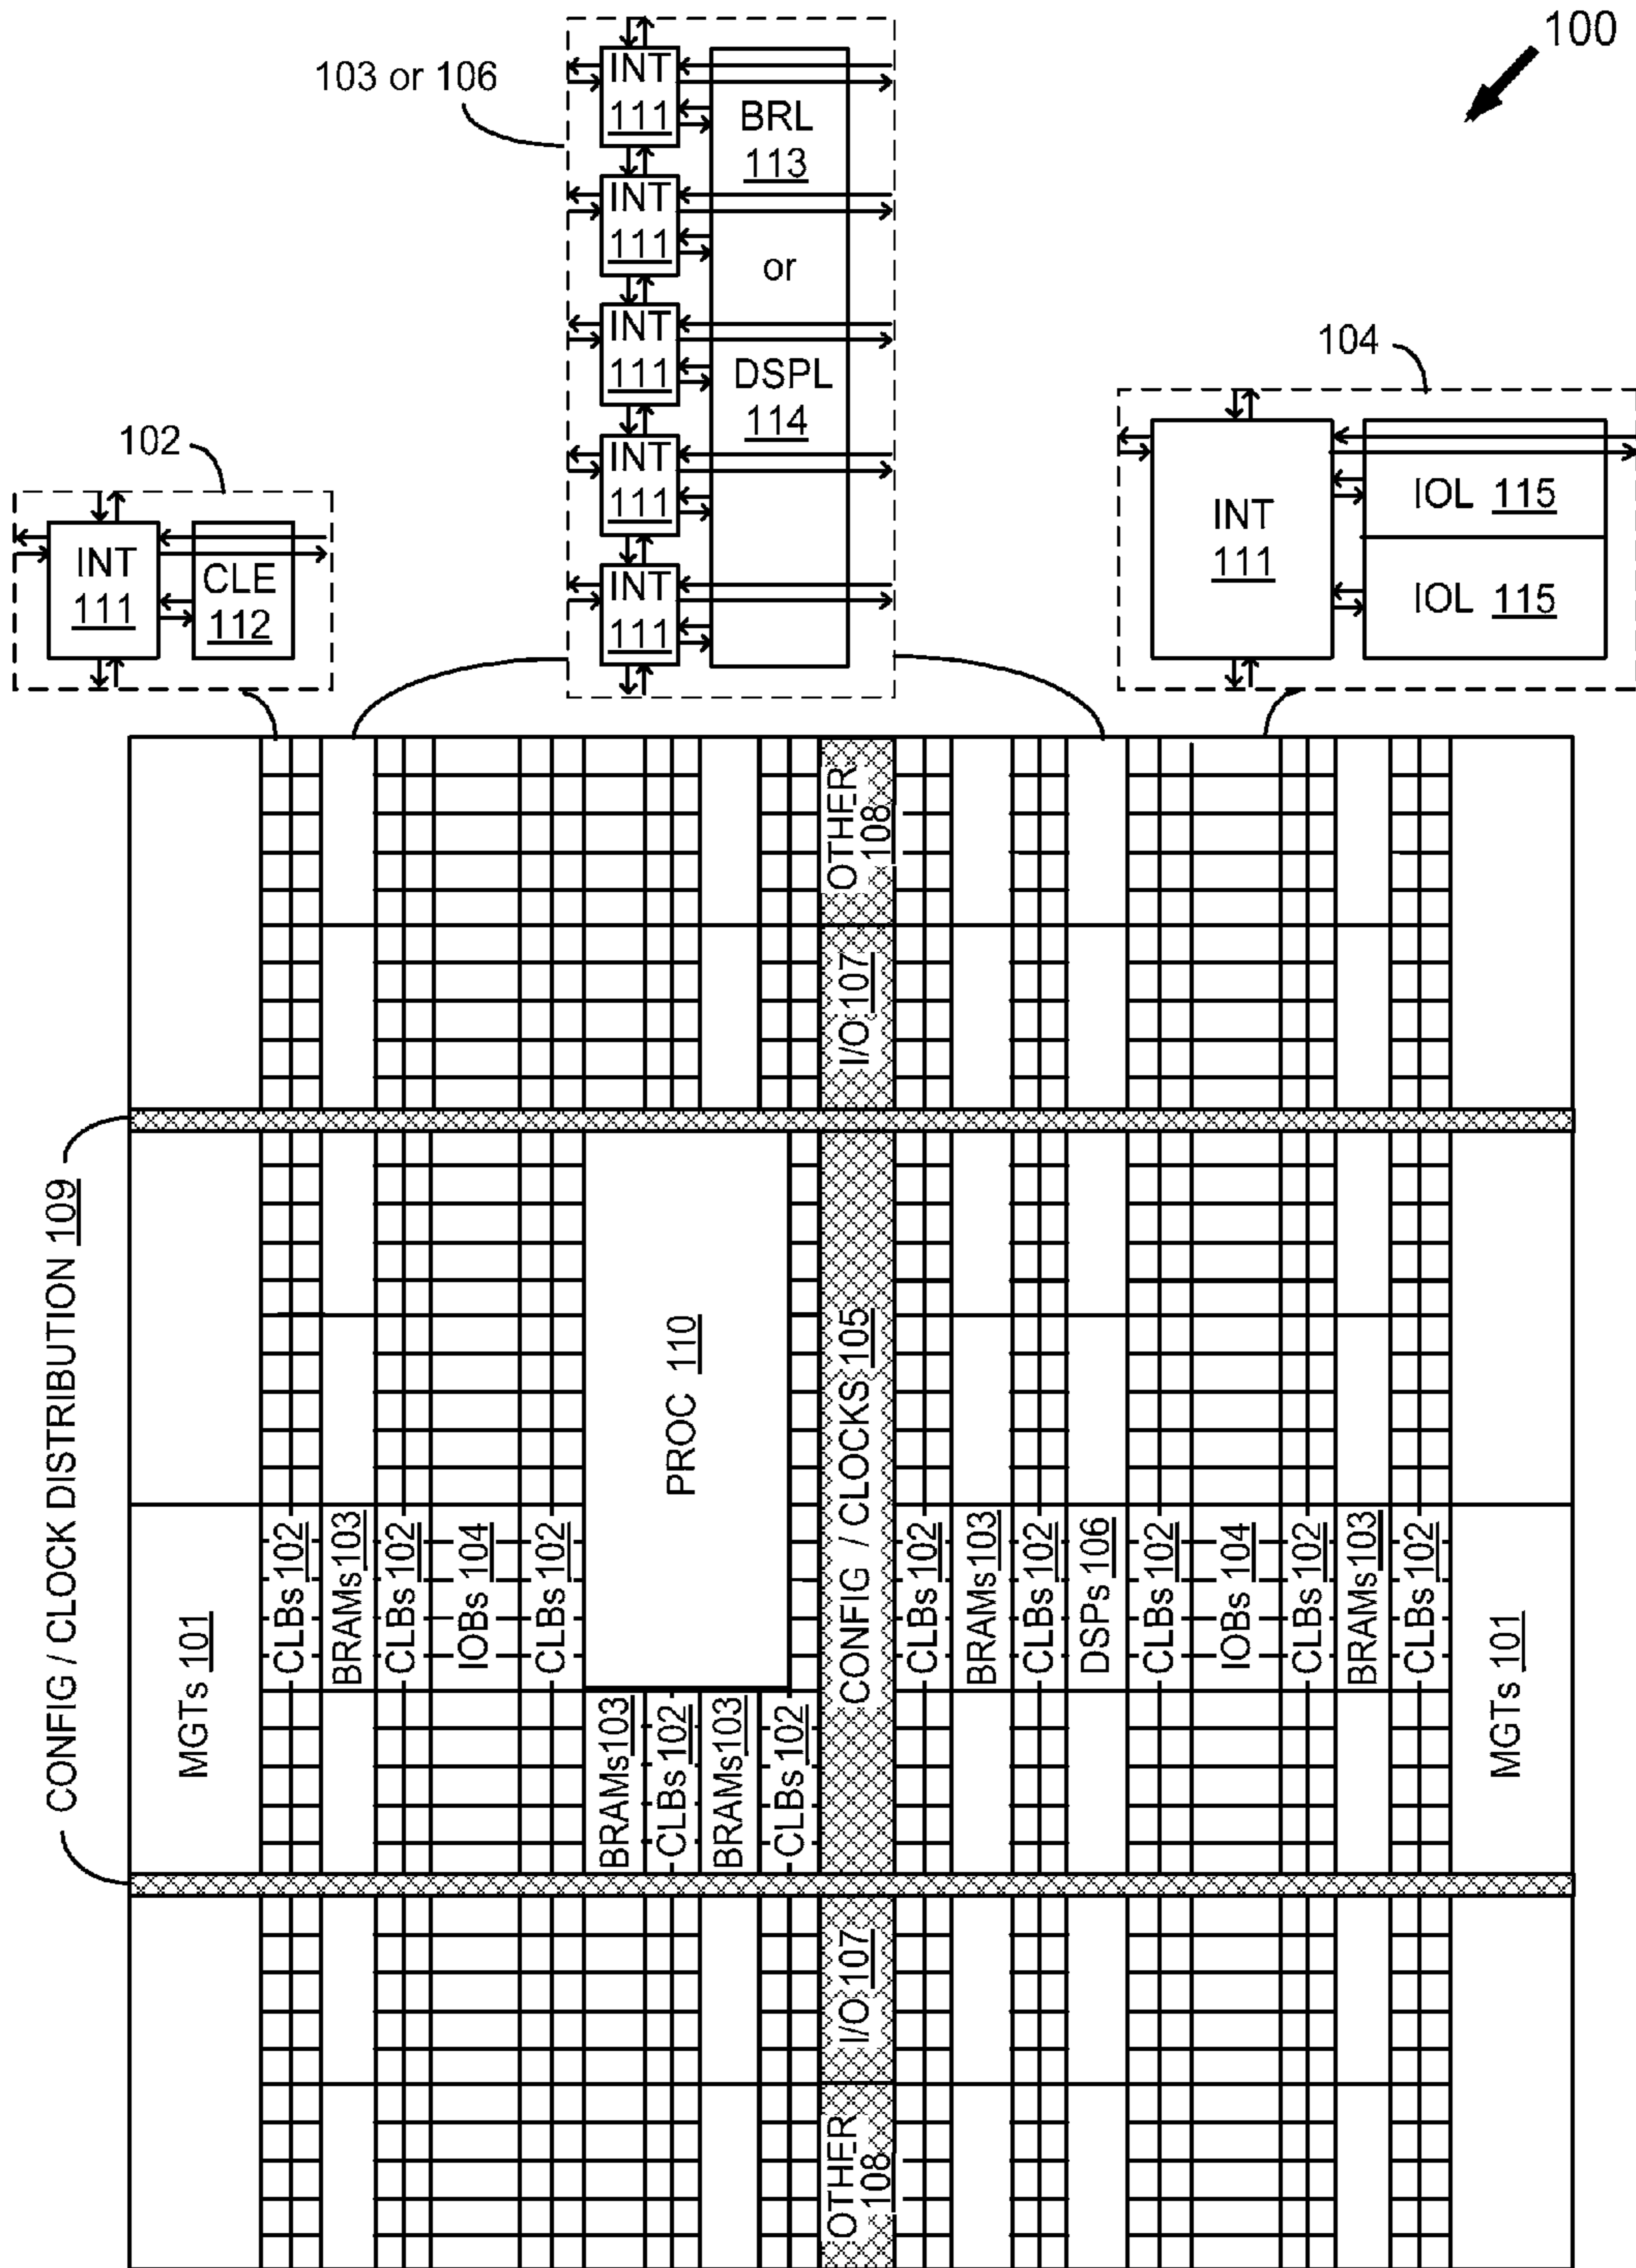 100
103 or 106
INT
111
INT
111
INT
111
INT
111
INT
111
BRL
113
or
DSPL
114
104
INT
111
IOL 115
IOL 115
102
INT
111
CLE
112
CONFIG / CLOCK DISTRIBUTION 109
OTHER
108
I/O 107
PROC 110
CONFIG / CLOCKS 105
MGTs 101
CLBs 102
BRAMs 103
CLBs 102
IOBs 104
CLBs 102
BRAMs 103
CLBs 102
BRAMs 103
CLBs 102
CLBs 102
BRAMs 103
CLBs 102
DSPs 106
CLBs 102
IOBs 104
CLBs 102
BRAMs 103
CLBs 102
MGTs 101
I/O 107
OTHER
108